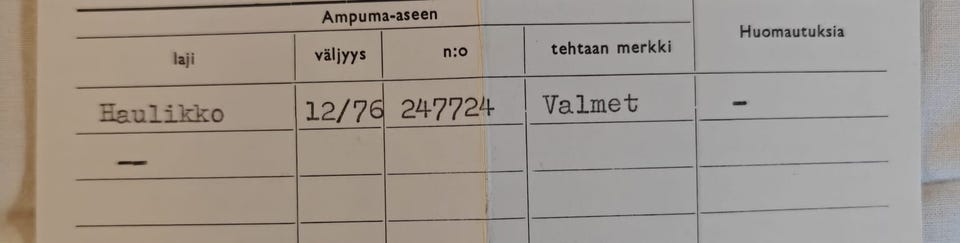 Ampuma-aseen Huomautuksia
laji väljyys n:o tehtaan merkki
Haulikko 12/76 247724 Valmet -
-